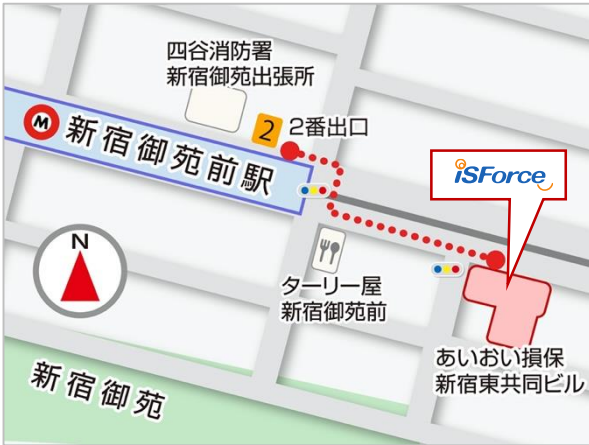 四谷消防署
新宿御苑出張所
2
2番出口
M
新宿御苑前駅
iSForce
N
ターリー屋
新宿御苑前
あいおい損保
新宿東共同ビル
新宿御苑